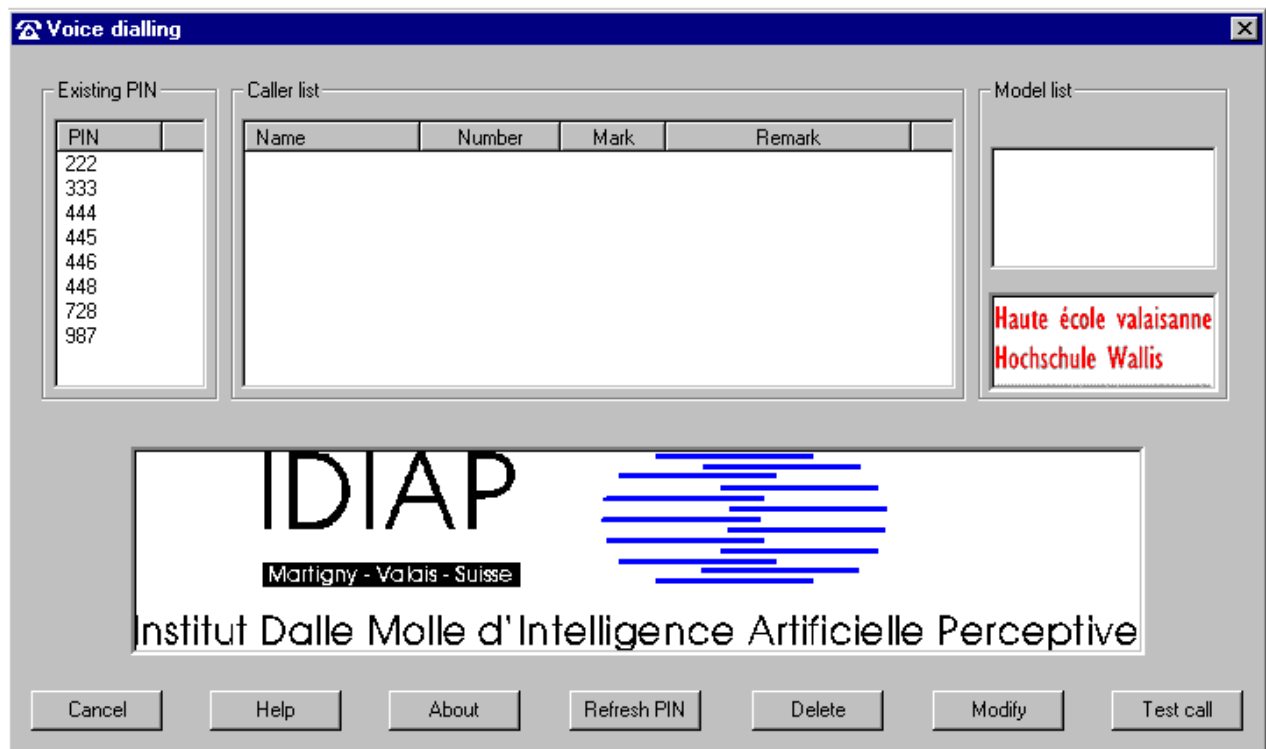 Voice dialling
Existing PIN
Caller list
Model list
PIN
Name Number Mark Remark
222
333
444
445
446
448
728
987
Haute école valaisanne
Hochschule Wallis
IDIAP
Martigny - Valais - Suisse
Institut Dalle Molle d'Intelligence Artificielle Perceptive
Cancel Help About Refresh PIN Delete Modify Test call